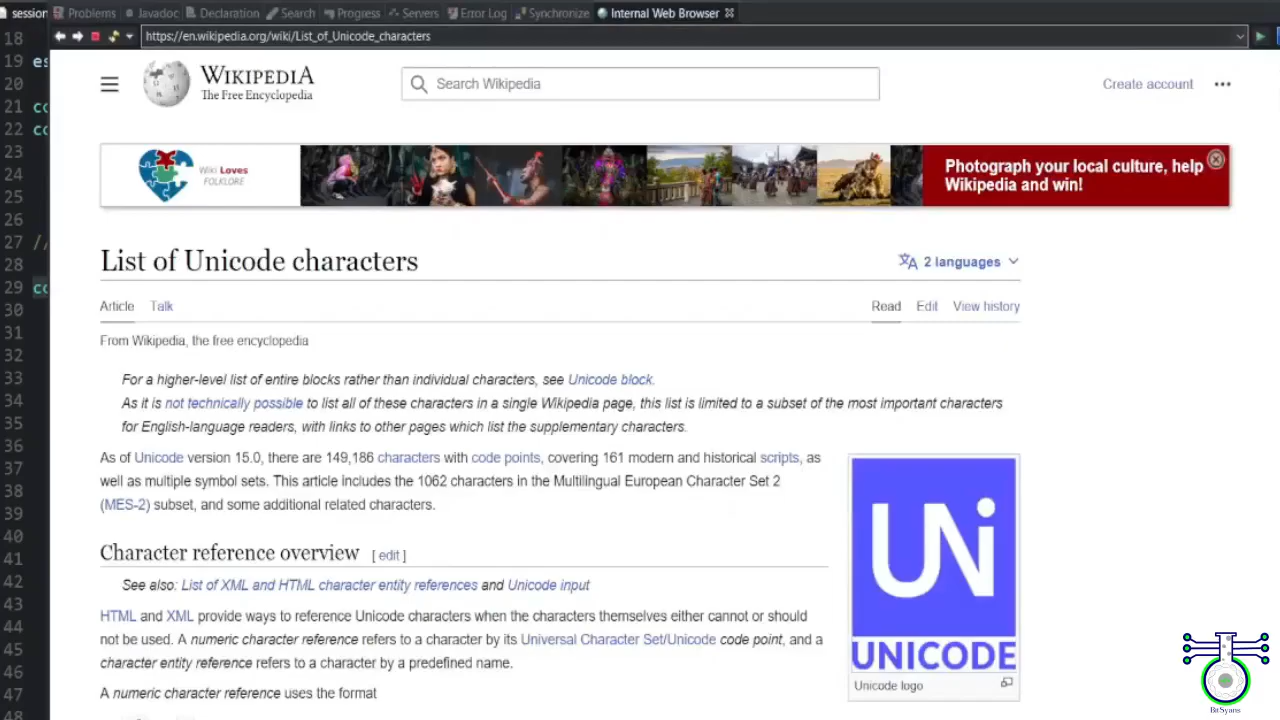 session
Problems
Javadoc
Declaration
Search
Progress
Servers
Error Log
Synchronize
Internal Web Browser
https://en.wikipedia.org/wiki/List_of_Unicode_characters
18
19 es
20
21 co
22 co
23
24
25
26
27 //
28
29 co
30
31
32
33
34
35
36
37
38
39
40
41
42
43
44
45
46
47
48
WIKIPEDIA
The Free Encyclopedia
Search Wikipedia
Create account
Wiki Loves
FOLKLORE
Photograph your local culture, help
Wikipedia and win!
List of Unicode characters
2 languages
Article Talk
Read Edit View history
From Wikipedia, the free encyclopedia
For a higher-level list of entire blocks rather than individual characters, see Unicode block.
As it is not technically possible to list all of these characters in a single Wikipedia page, this list is limited to a subset of the most important characters
for English-language readers, with links to other pages which list the supplementary characters.
As of Unicode version 15.0, there are 149,186 characters with code points, covering 161 modern and historical scripts, as
well as multiple symbol sets. This article includes the 1062 characters in the Multilingual European Character Set 2
(MES-2) subset, and some additional related characters.
UNi
UNICODE
Unicode logo
Character reference overview [ edit ]
See also: List of XML and HTML character entity references and Unicode input
HTML and XML provide ways to reference Unicode characters when the characters themselves either cannot or should
not be used. A numeric character reference refers to a character by its Universal Character Set/Unicode code point, and a
character entity reference refers to a character by a predefined name.
A numeric character reference uses the format
BitSyans